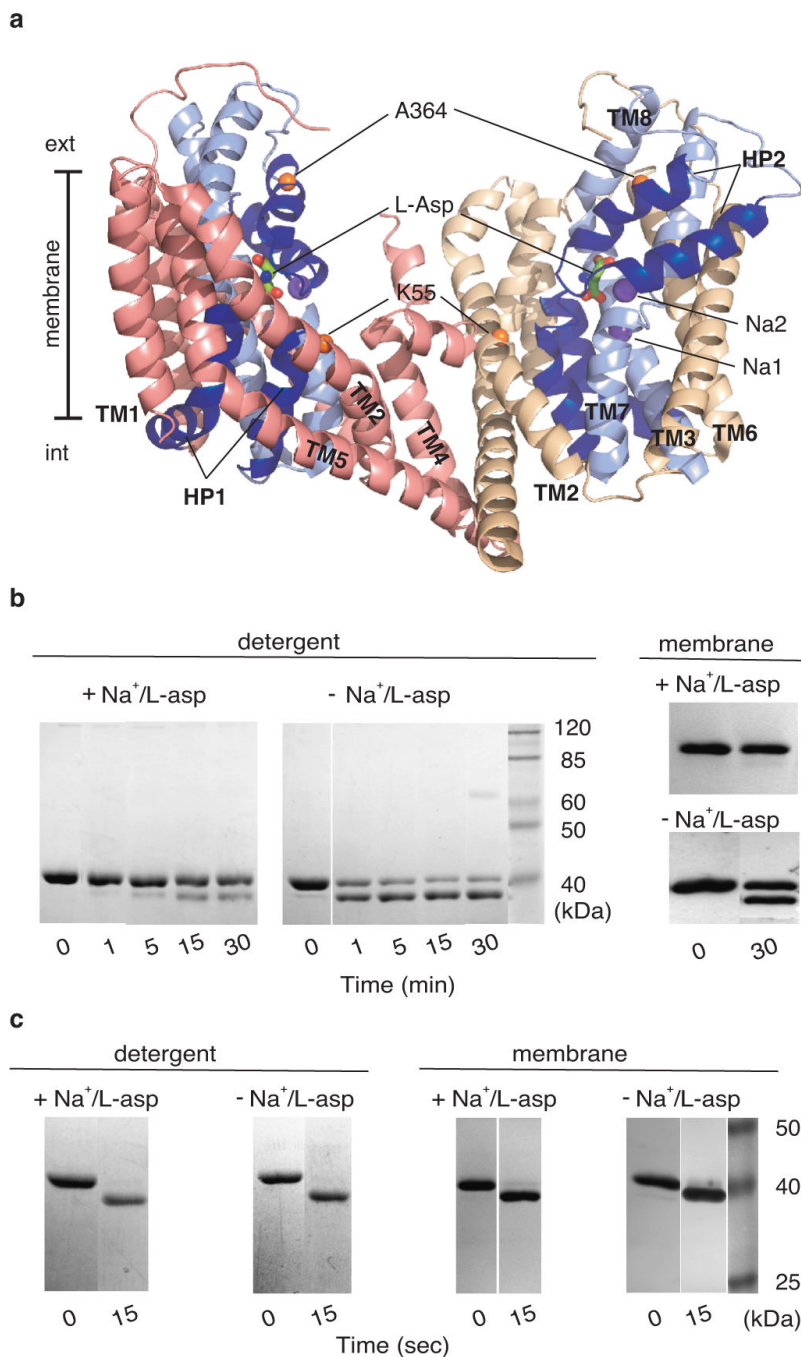 a
ext
membrane
int
A364
L-Asp
K55
TM8
HP2
Na2
Na1
TM1
HP1
TM5
TM2
TM4
TM2
TM7
TM3
TM6
b
detergent
membrane
+ Na⁺/L-asp
- Na⁺/L-asp
+ Na⁺/L-asp
- Na⁺/L-asp
120
85
60
50
40
(kDa)
0 1 5 15 30
0 1 5 15 30
0 30
Time (min)
c
detergent
membrane
+ Na⁺/L-asp
- Na⁺/L-asp
+ Na⁺/L-asp
- Na⁺/L-asp
50
40
25
0 15
0 15
0 15
0 15
(kDa)
Time (sec)